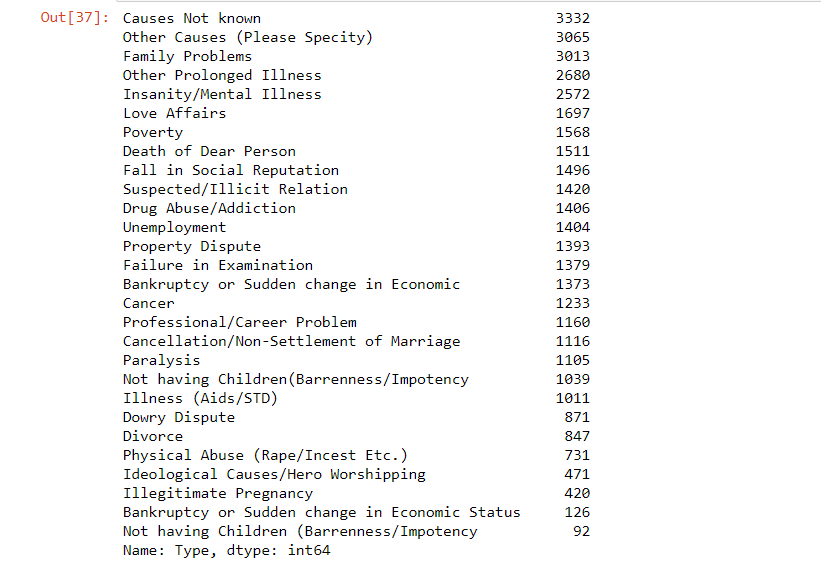 Out[37]: Causes Not known 3332
Other Causes (Please Specity) 3065
Family Problems 3013
Other Prolonged Illness 2680
Insanity/Mental Illness 2572
Love Affairs 1697
Poverty 1568
Death of Dear Person 1511
Fall in Social Reputation 1496
Suspected/Illicit Relation 1420
Drug Abuse/Addiction 1406
Unemployment 1404
Property Dispute 1393
Failure in Examination 1379
Bankruptcy or Sudden change in Economic 1373
Cancer 1233
Professional/Career Problem 1160
Cancellation/Non-Settlement of Marriage 1116
Paralysis 1105
Not having Children(Barrenness/Impotency 1039
Illness (Aids/STD) 1011
Dowry Dispute 871
Divorce 847
Physical Abuse (Rape/Incest Etc.) 731
Ideological Causes/Hero Worshipping 471
Illegitimate Pregnancy 420
Bankruptcy or Sudden change in Economic Status 126
Not having Children (Barrenness/Impotency 92
Name: Type, dtype: int64